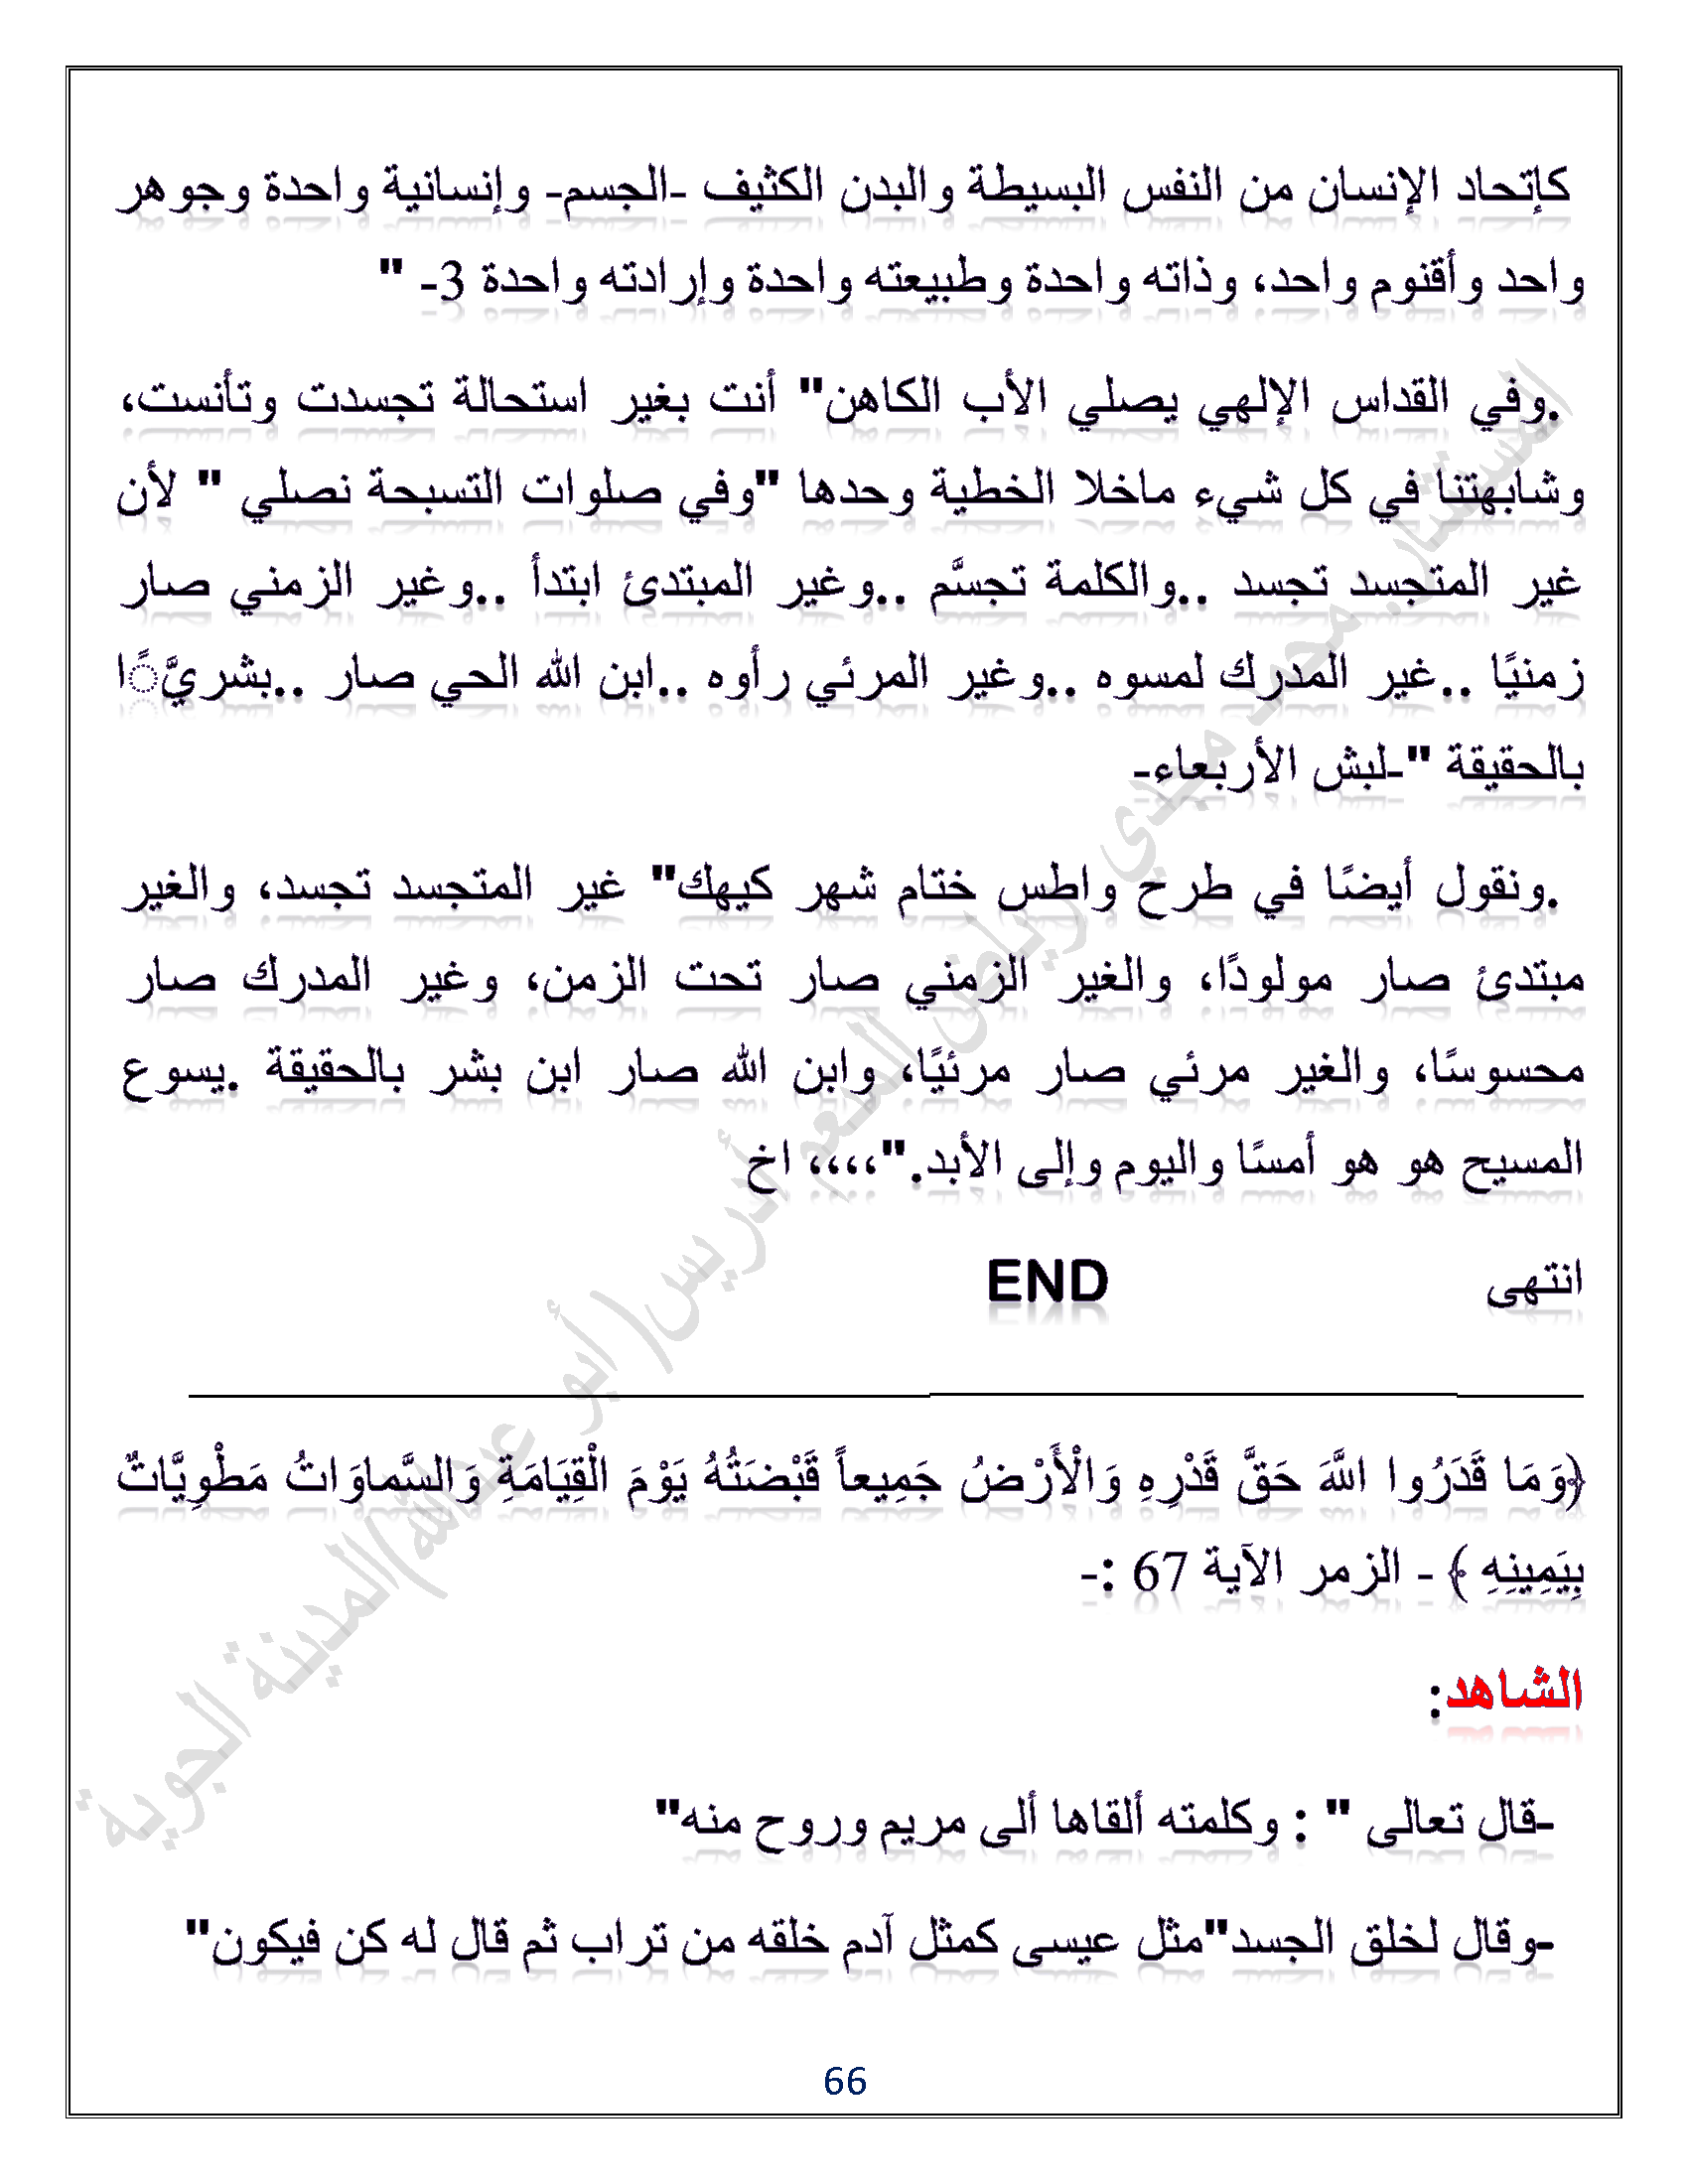 كإتحاد الإنسان من النفس البسيطة والبدن الكثيف -الجسم- وإنسانية واحدة وجوهر
واحد وأقنوم واحد، وذاته واحدة وطبيعته واحدة وإرادته واحدة 3- "
.وفي القداس الإلهي يصلي الأب الكاهن" أنت بغير استحالة تجسدت وتأنست،
وشابهتنا في كل شيء ماخلا الخطية وحدها "وفي صلوات التسبحة نصلي " لأن
غير المتجسد تجسد ..والكلمة تجسَّم ..وغير المبتدئ ابتدأ ..وغير الزمني صار
زمنيًا ..غير المدرك لمسوه ..وغير المرئي رأوه ..ابن الله الحي صار ..بشريَّ ًا
بالحقيقة "-لبش الأربعاء-
.ونقول أيضًا في طرح واطس ختام شهر كيهك" غير المتجسد تجسد، والغير
مبتدئ صار مولودًا، والغير الزمني صار تحت الزمن، وغير المدرك صار
محسوسًا، والغير مرئي صار مرئيًا، وابن الله صار ابن بشر بالحقيقة .يسوع
المسيح هو هو أمسًا واليوم وإلى الأبد."،،،، اخ
انتهى END
﴿وَمَا قَدَرُوا اللَّهَ حَقَّ قَدْرِهِ وَالْأَرْضُ جَمِيعاً قَبْضَتُهُ يَوْمَ الْقِيَامَةِ وَالسَّماوَاتُ مَطْوِيَّاتٌ
بِيَمِينِهِ ﴾ - الزمر الآية 67 :-
الشاهد:
-قال تعالى " : وكلمته ألقاها ألى مريم وروح منه"
-وقال لخلق الجسد"مثل عيسى كمثل آدم خلقه من تراب ثم قال له كن فيكون"
66
المستشار. محمد مجدي رياض المنعم أدريس(ابو عبدالله)المدينة الجوية